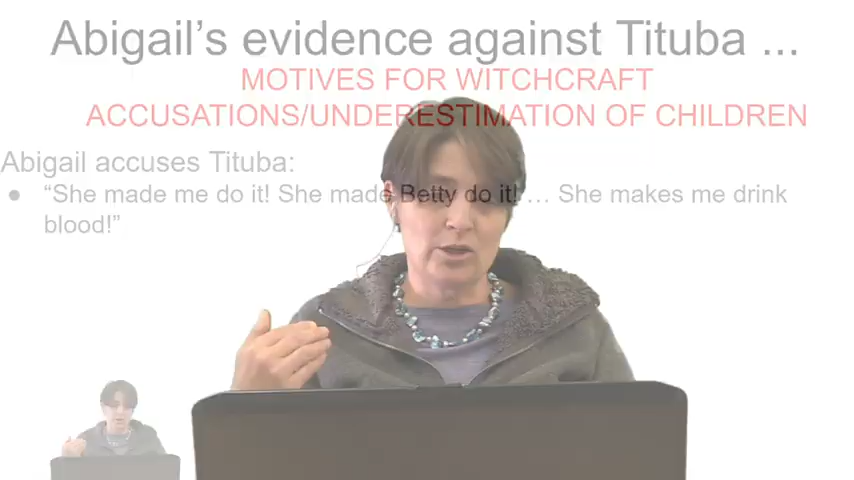 Abigail's evidence against Tituba ...
MOTIVES FOR WITCHCRAFT
ACCUSATIONS/UNDERESTIMATION OF CHILDREN
Abigail accuses Tituba:
● “She made me do it! She made Betty do it! … She makes me drink
blood!”